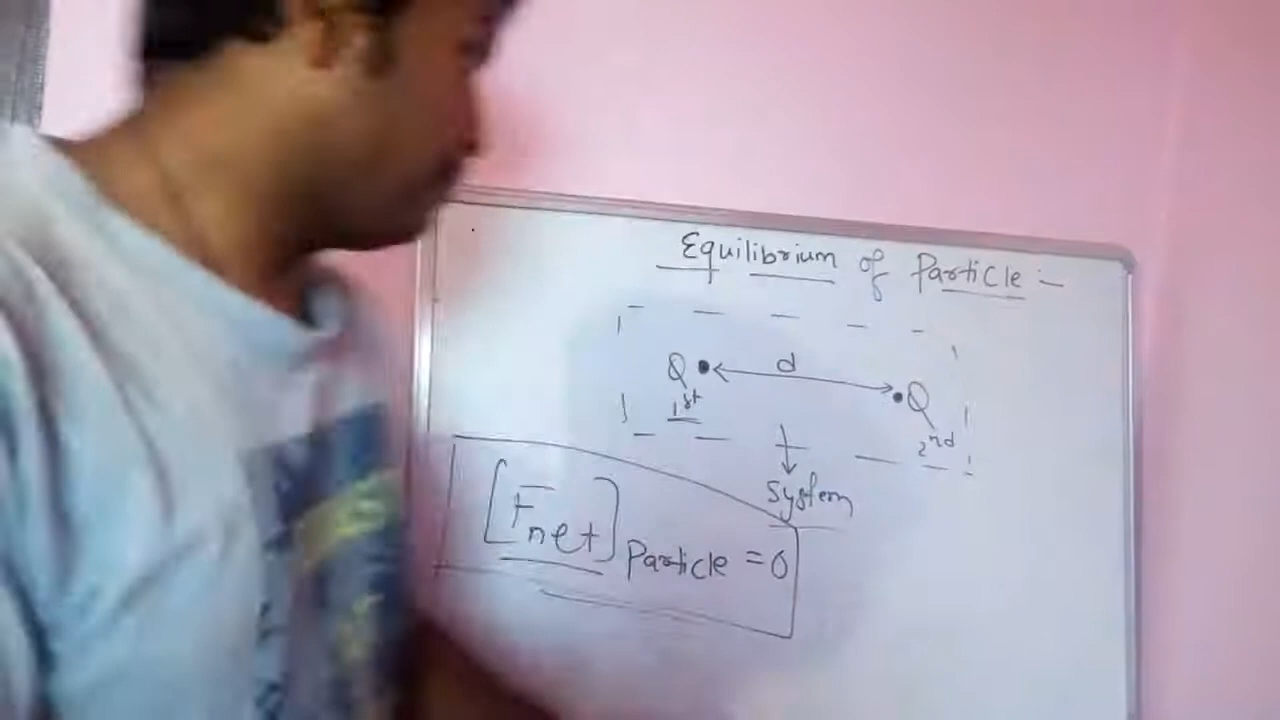 Equilibrium of Particle :-
d
Q Q
1st 2nd
System
[Fnet] Particle = 0